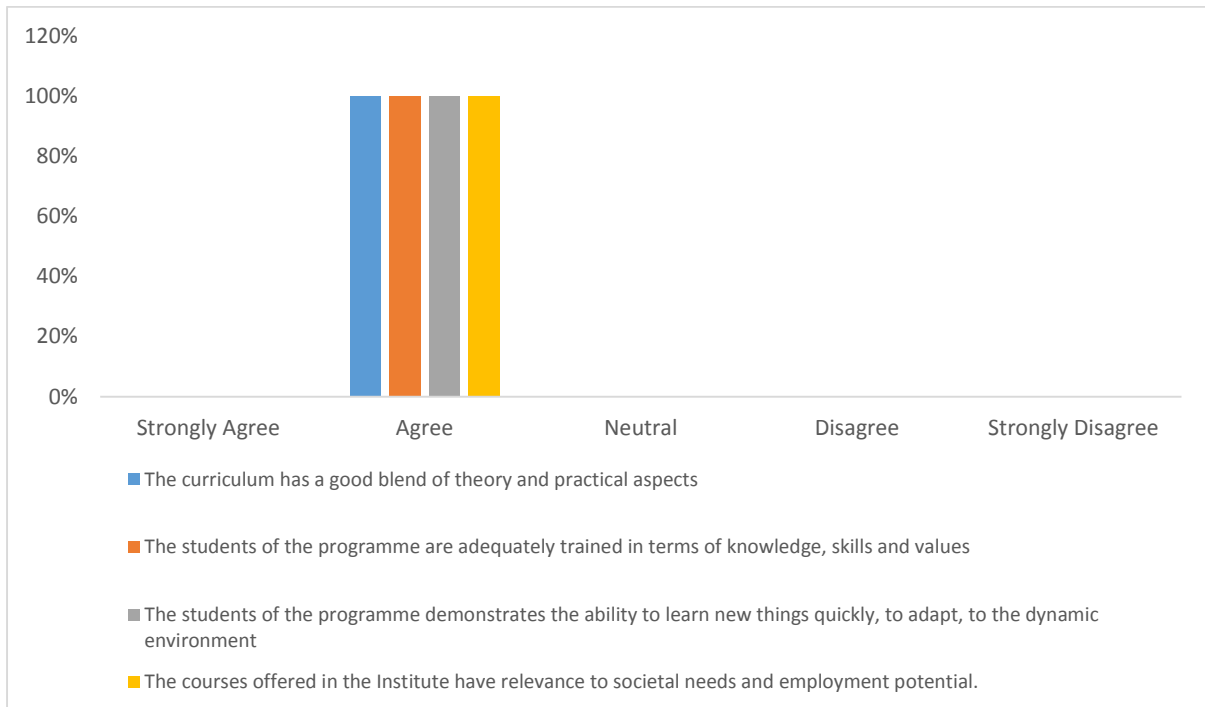 120%
100%
80%
60%
40%
20%
0%
Strongly Agree
Agree
Neutral
Disagree
Strongly Disagree
The curriculum has a good blend of theory and practical aspects
The students of the programme are adequately trained in terms of knowledge, skills and values
The students of the programme demonstrates the ability to learn new things quickly, to adapt, to the dynamic
environment
The courses offered in the Institute have relevance to societal needs and employment potential.